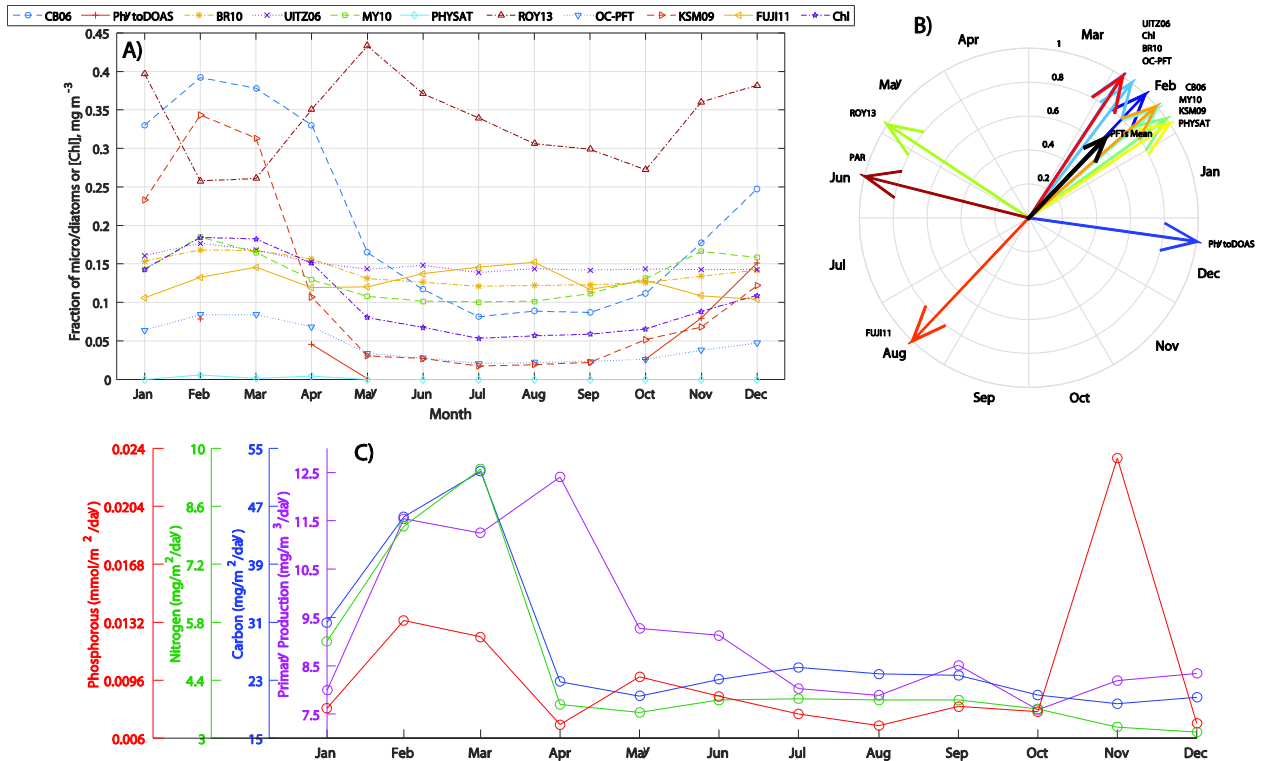 CB06 PhytoDOAS BR10 UITZ06 MY10 PHYSAT ROY13 OC-PFT KSM09 FUJI11 Chl
A)
Fraction of micro/diatoms or [Chl], mg m⁻³
0.45
0.4
0.35
0.3
0.25
0.2
0.15
0.1
0.05
0
Jan Feb Mar Apr May Jun Jul Aug Sep Oct Nov Dec
Month
B)
UITZ06
Chl
BR10
OC-PFT
CB06
MY10
KSM09
PHYSAT
PFTs Mean
ROY13
PAR
FUJI11
PhytoDOAS
1
0.8
0.6
0.4
0.2
Jan
Feb
Mar
Apr
May
Jun
Jul
Aug
Sep
Oct
Nov
Dec
C)
Phosphorous (mmol/m²/day)
0.024
0.0204
0.0168
0.0132
0.0096
0.006
Nitrogen (mg/m²/day)
10
8.6
7.2
5.8
4.4
3
Carbon (mg/m²/day)
55
47
39
31
23
15
Primary Production (mg/m³/day)
12.5
11.5
10.5
9.5
8.5
7.5
Jan Feb Mar Apr May Jun Jul Aug Sep Oct Nov Dec